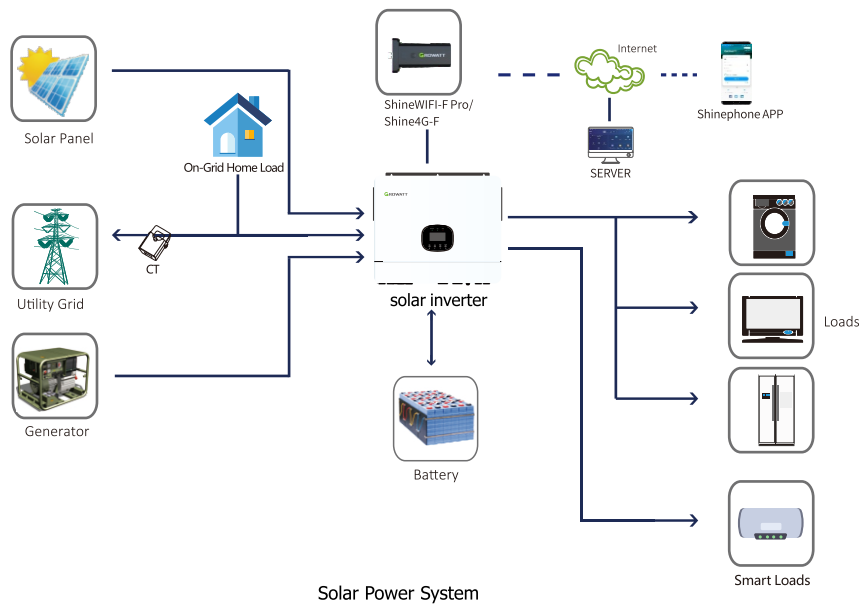 Solar Panel
On-Grid Home Load
GROWATT
ShineWIFI-F Pro/
Shine4G-F
Internet
Shinephone APP
SERVER
Utility Grid
CT
GROWATT
solar inverter
Loads
Generator
Battery
Smart Loads
Solar Power System